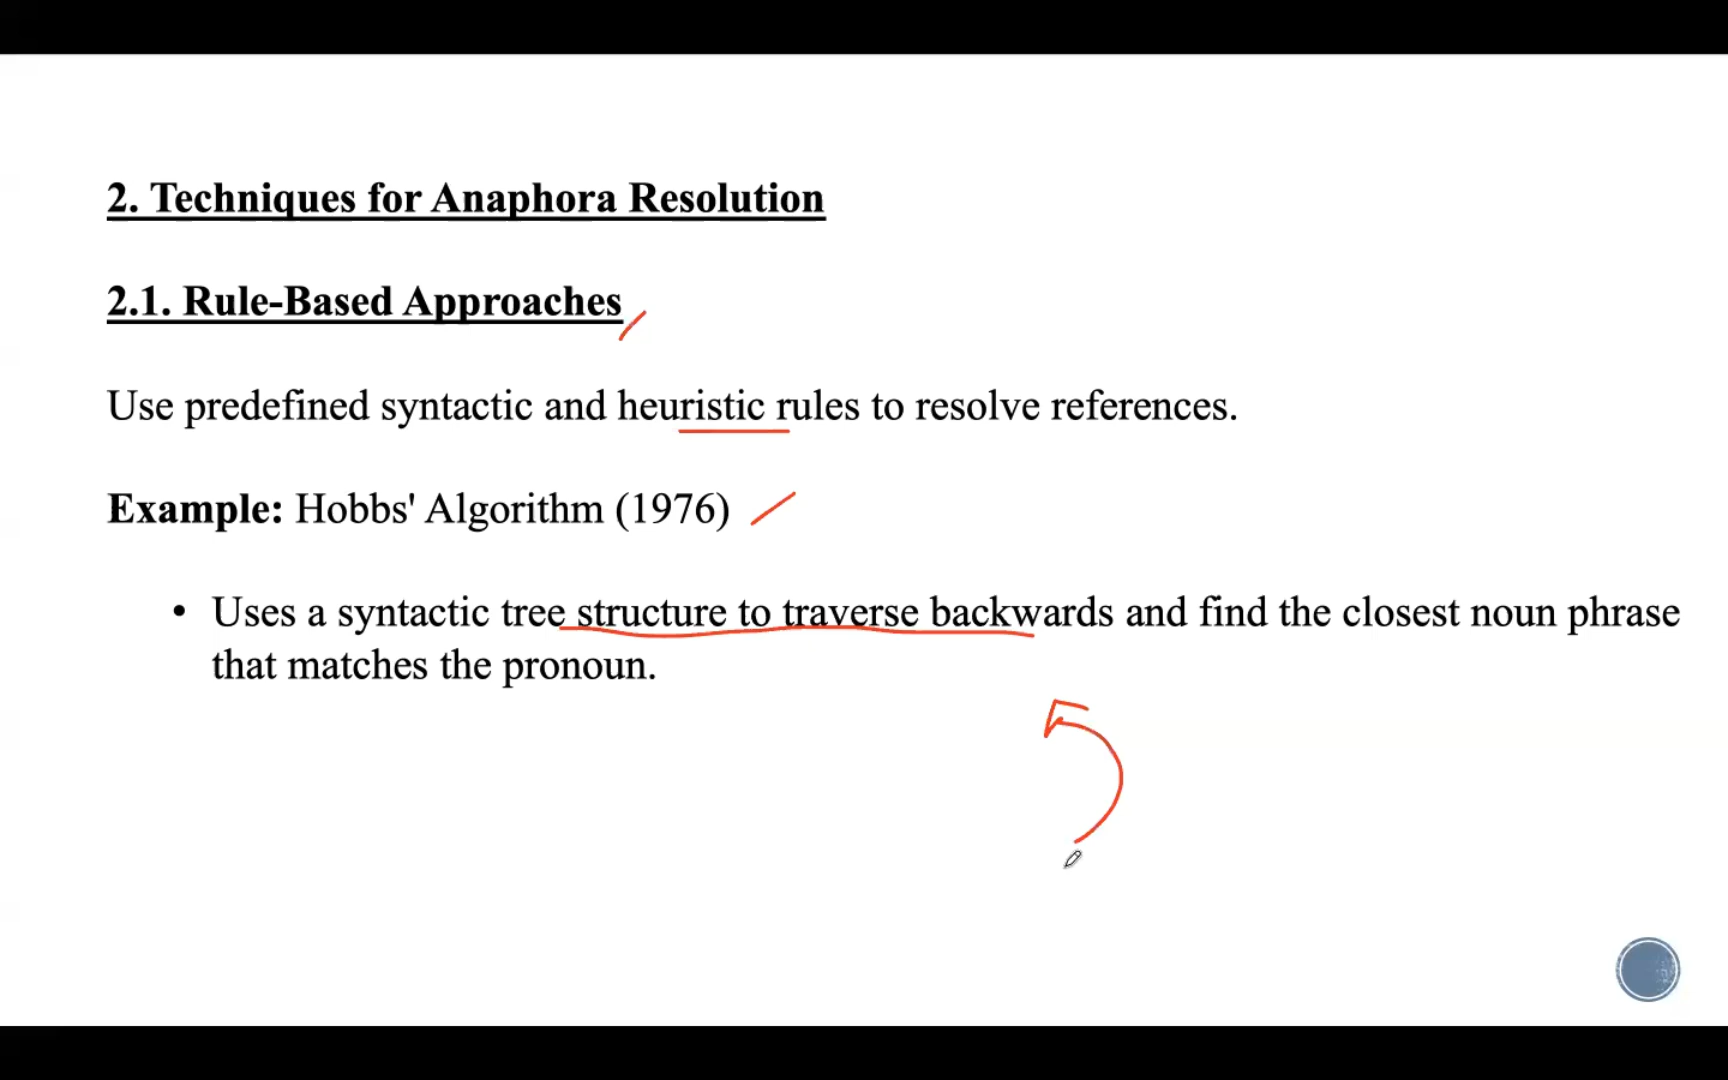 2. Techniques for Anaphora Resolution
2.1. Rule-Based Approaches
Use predefined syntactic and heuristic rules to resolve references.
Example: Hobbs' Algorithm (1976)
• Uses a syntactic tree structure to traverse backwards and find the closest noun phrase
that matches the pronoun.